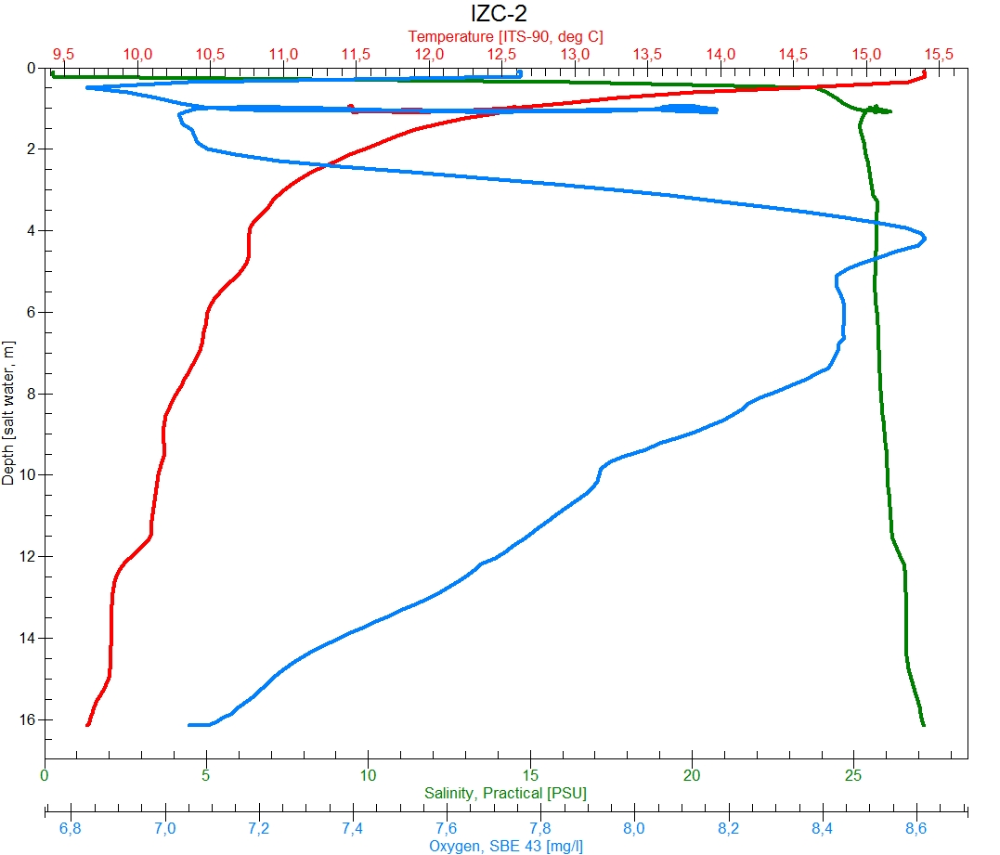 IZC-2
Temperature [ITS-90, deg C]
9,5 10,0 10,5 11,0 11,5 12,0 12,5 13,0 13,5 14,0 14,5 15,0 15,5
0
2
4
6
Depth [salt water, m]
8
10
12
14
16
0 5 10 15 20 25
Salinity, Practical [PSU]
6,8 7,0 7,2 7,4 7,6 7,8 8,0 8,2 8,4 8,6
Oxygen, SBE 43 [mg/l]